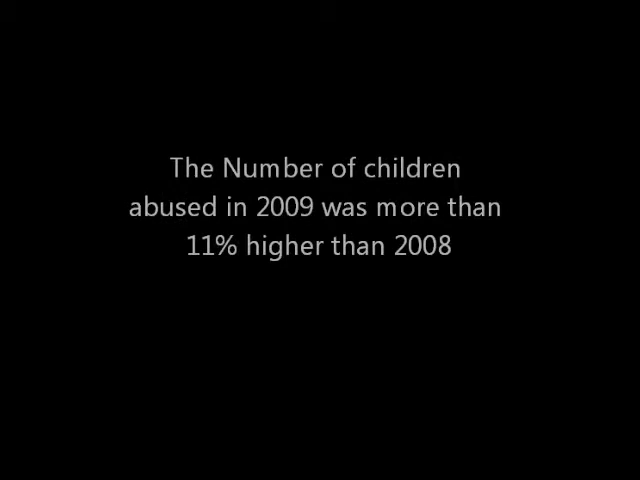 The Number of children
abused in 2009 was more than
11% higher than 2008